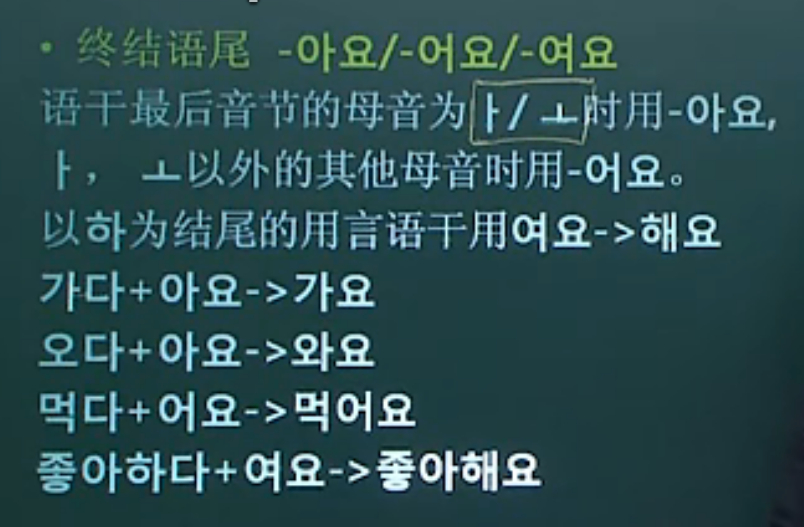 • 终结语尾 -아요/-어요/-여요
语干最后音节的母音为ㅏ/ㅗ时用-아요,
ㅏ, ㅗ以外的其他母音时用-어요。
以하为结尾的用言语干用여요->해요
가다+아요->가요
오다+아요->와요
먹다+어요->먹어요
좋아하다+여요->좋아해요